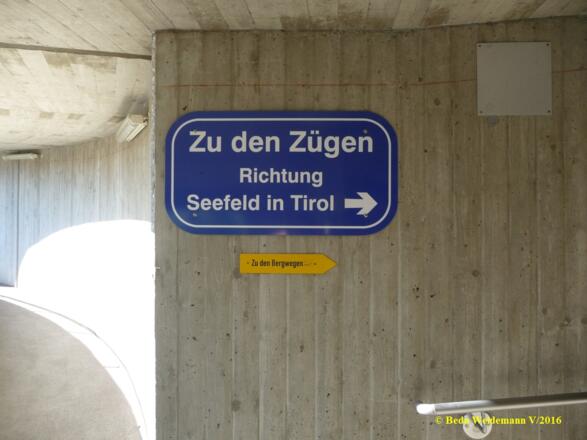 Zu den Zügen
Richtung
Seefeld in Tirol
Zu den Bergwegen
© Beda Weidemann V/2016